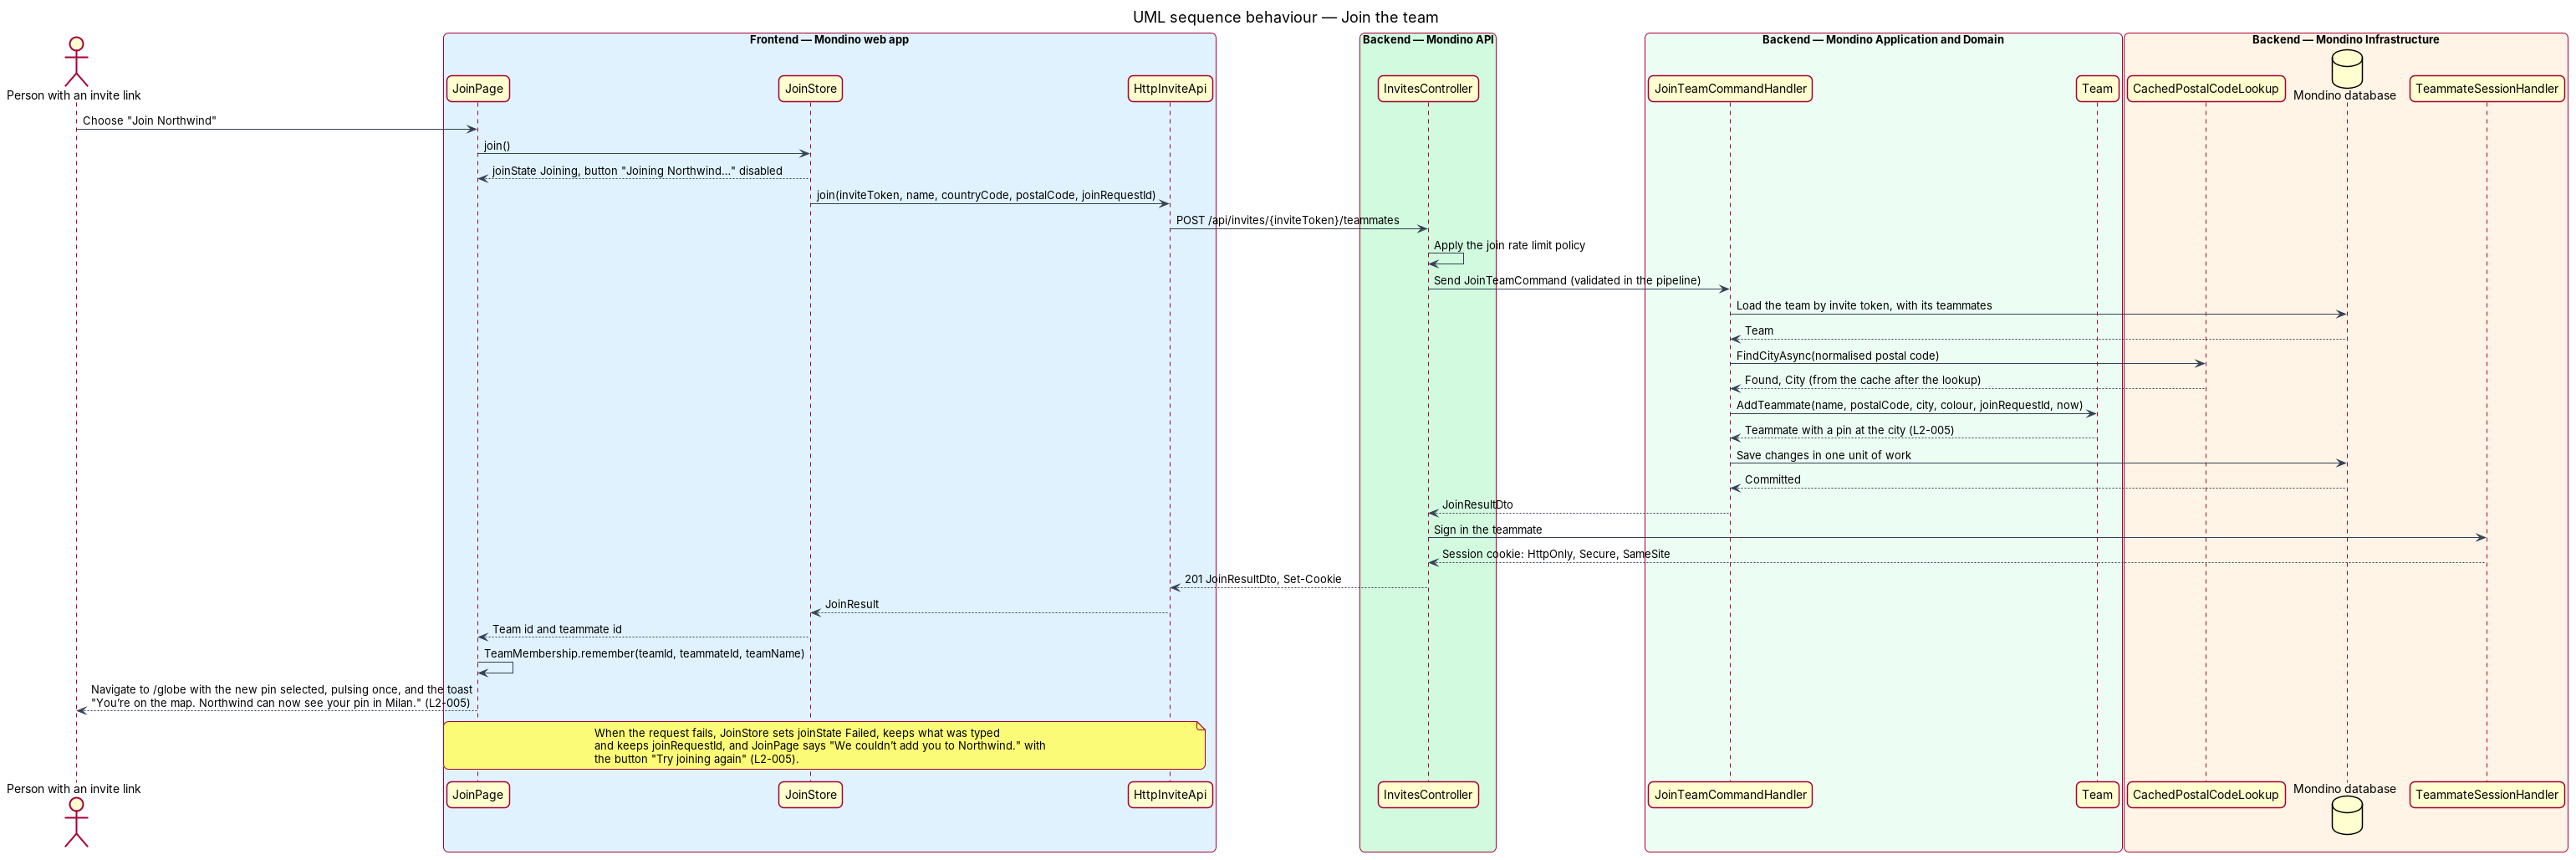 UML sequence behaviour — Join the team
Frontend — Mondino web app
Backend — Mondino API
Backend — Mondino Application and Domain
Backend — Mondino Infrastructure
Person with an invite link
JoinPage
JoinStore
HttpInviteApi
InvitesController
JoinTeamCommandHandler
Team
CachedPostalCodeLookup
Mondino database
TeammateSessionHandler
Choose "Join Northwind"
join()
joinState Joining, button "Joining Northwind…" disabled
join(inviteToken, name, countryCode, postalCode, joinRequestId)
POST /api/invites/{inviteToken}/teammates
Apply the join rate limit policy
Send JoinTeamCommand (validated in the pipeline)
Load the team by invite token, with its teammates
Team
FindCityAsync(normalised postal code)
Found, City (from the cache after the lookup)
AddTeammate(name, postalCode, city, colour, joinRequestId, now)
Teammate with a pin at the city (L2-005)
Save changes in one unit of work
Committed
JoinResultDto
Sign in the teammate
Session cookie: HttpOnly, Secure, SameSite
201 JoinResultDto, Set-Cookie
JoinResult
Team id and teammate id
TeamMembership.remember(teamId, teammateId, teamName)
Navigate to /globe with the new pin selected, pulsing once, and the toast
"You're on the map. Northwind can now see your pin in Milan." (L2-005)
When the request fails, JoinStore sets joinState Failed, keeps what was typed
and keeps joinRequestId, and JoinPage says "We couldn't add you to Northwind." with
the button "Try joining again" (L2-005).
Person with an invite link
JoinPage
JoinStore
HttpInviteApi
InvitesController
JoinTeamCommandHandler
Team
CachedPostalCodeLookup
Mondino database
TeammateSessionHandler